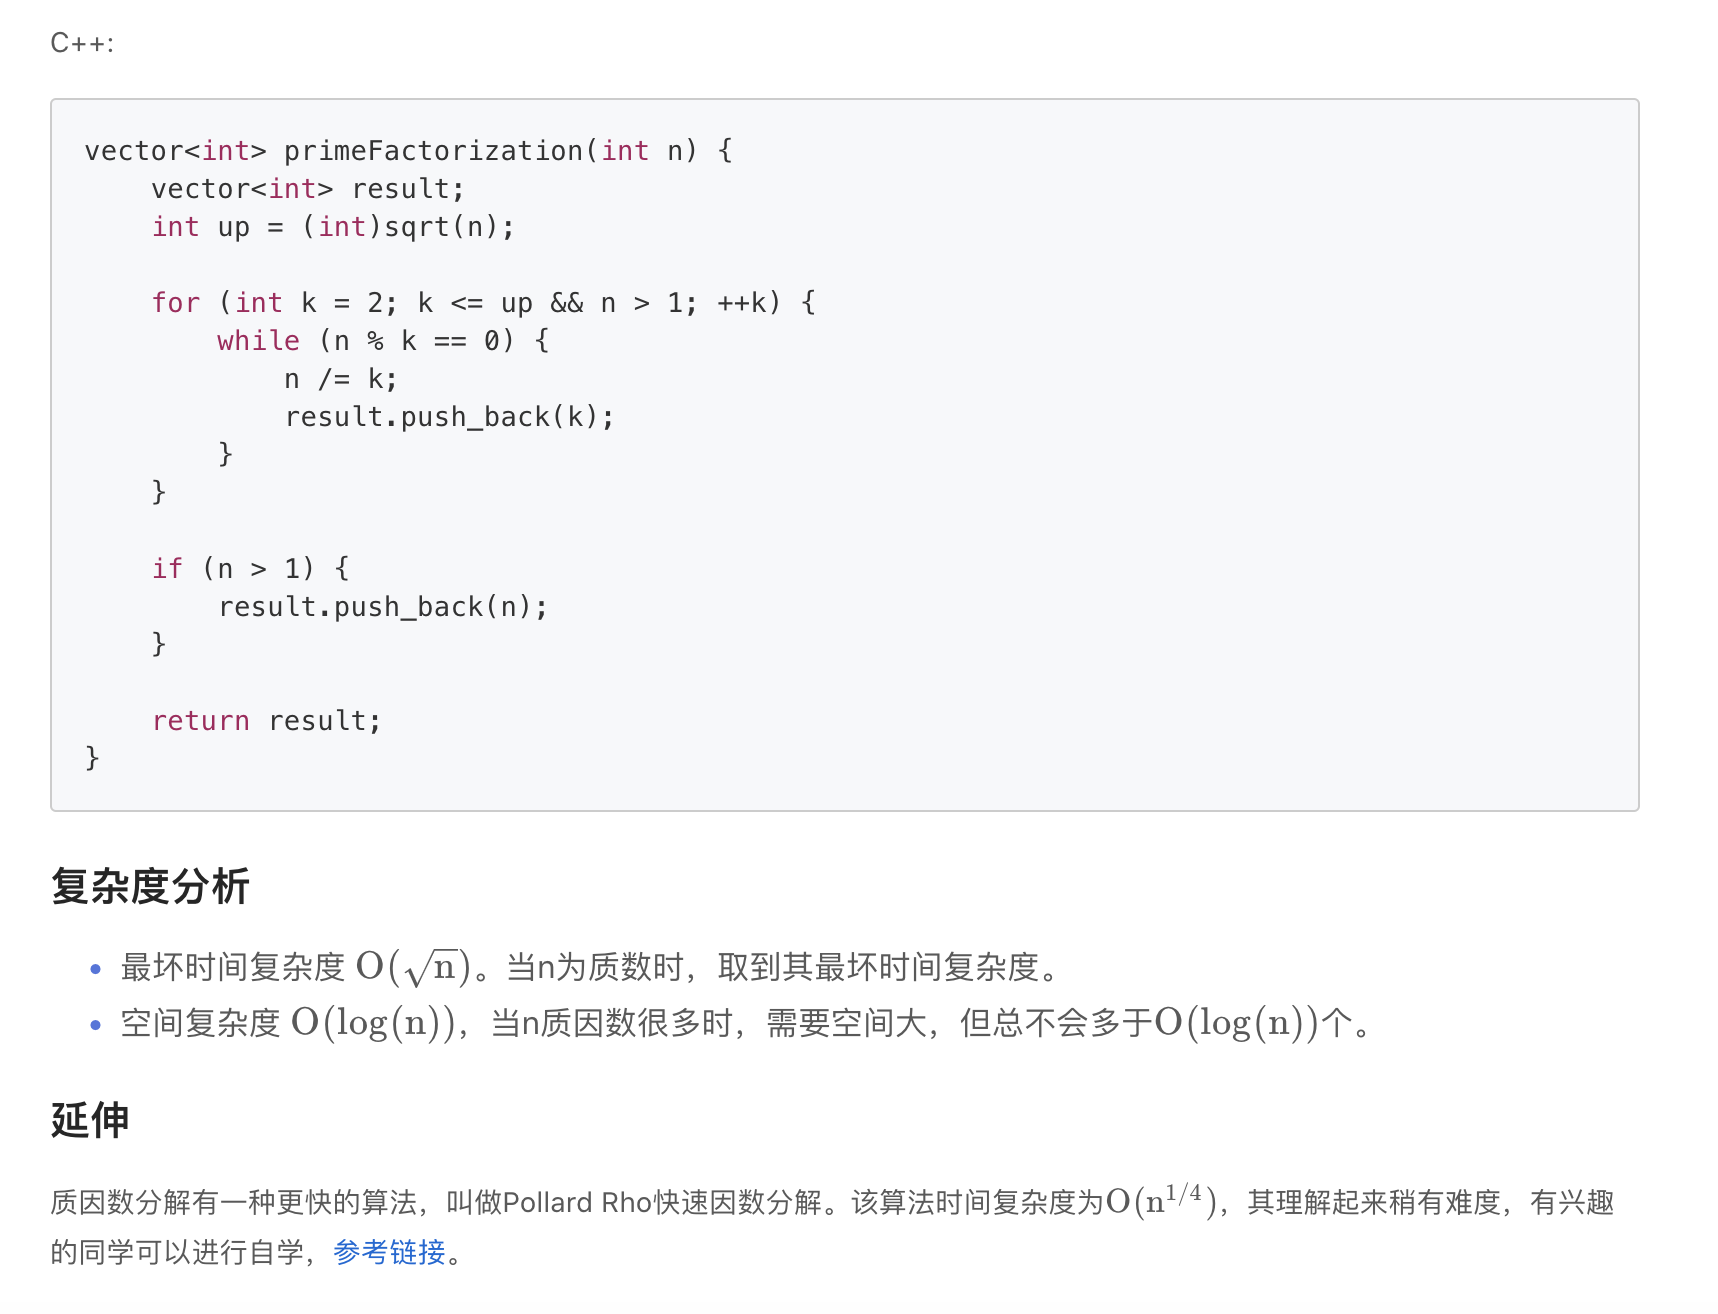 C++:
vector<int> primeFactorization(int n) {
    vector<int> result;
    int up = (int)sqrt(n);

    for (int k = 2; k <= up && n > 1; ++k) {
        while (n % k == 0) {
            n /= k;
            result.push_back(k);
        }
    }

    if (n > 1) {
        result.push_back(n);
    }

    return result;
}
复杂度分析
• 最坏时间复杂度 O(√n)。当n为质数时，取到其最坏时间复杂度。
• 空间复杂度 O(log(n))，当n质因数很多时，需要空间大，但总不会多于O(log(n))个。
延伸
质因数分解有一种更快的算法，叫做Pollard Rho快速因数分解。该算法时间复杂度为O(n^{1/4})，其理解起来稍有难度，有兴趣
的同学可以进行自学，参考链接。